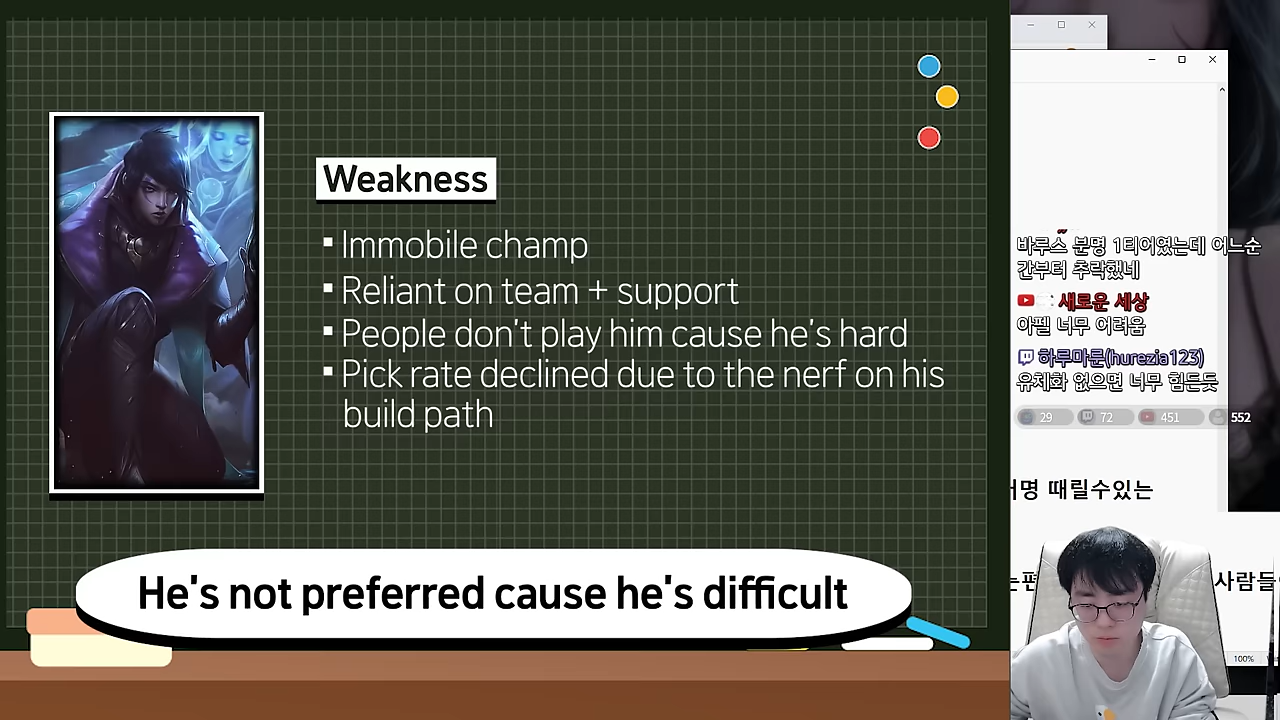 Weakness
▪ Immobile champ
▪ Reliant on team + support
▪ People don't play him cause he's hard
▪ Pick rate declined due to the nerf on his
build path
He's not preferred cause he's difficult
바루스 분명 1티어였는데 어느순
간부터 추락했네
새로운 세상
아펠 너무 어려움
하루마룬(hurezia123)
유체화 없으면 너무 힘든듯
29 72 451 552
때릴수있는
사람들
100%